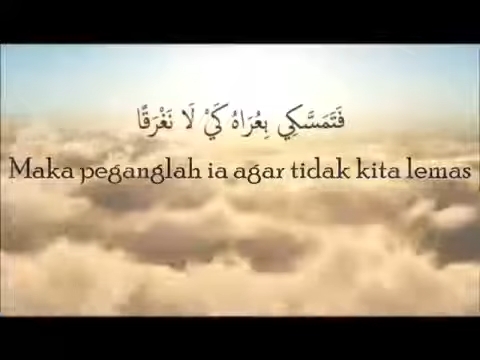 فَتَمَسَّكِي بِعُرَاهُ كَيْ لَا نَغْرَقًا
Maka peganglah ia agar tidak kita lemas